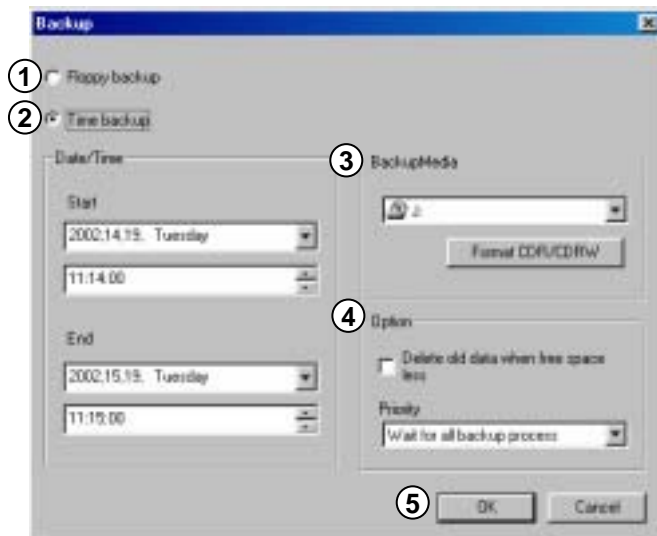 Backup
1 Floppy backup
2 Time backup
Date/Time
Start
2002,14,19, Tuesday
11:14:00
End
2002,15,19, Tuesday
11:15:00
3 BackupMedia
Format CDR/CDRW
4 Option
Delete old data when free space
less
Priority
Wait for all backup process
5 OK Cancel